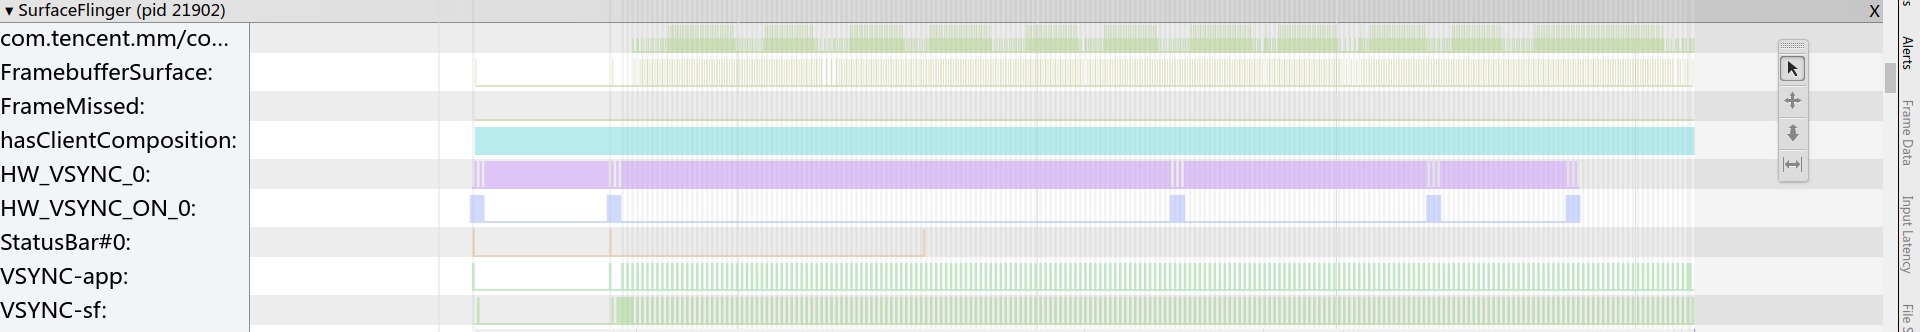 ▾ SurfaceFlinger (pid 21902)
X
com.tencent.mm/co...
FramebufferSurface:
FrameMissed:
hasClientComposition:
HW_VSYNC_0:
HW_VSYNC_ON_0:
StatusBar#0:
VSYNC-app:
VSYNC-sf:
Alerts
Frame Data
Input Latency
File S